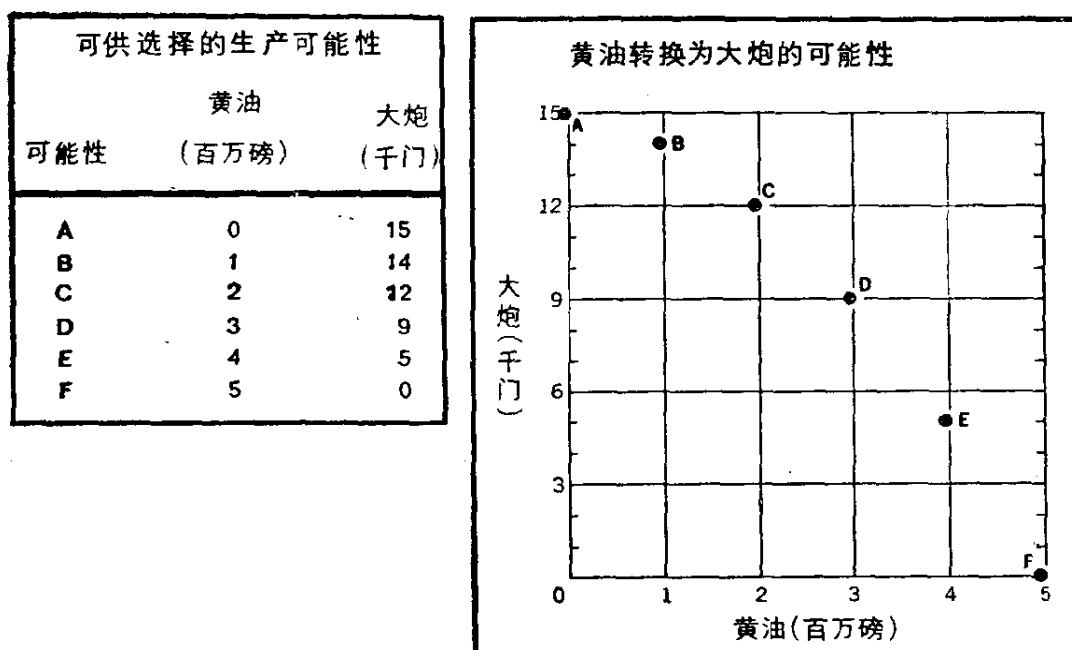 可供选择的生产可能性
黄油 大炮
可能性 (百万磅) (千门)
A 0 15
B 1 14
C 2 12
D 3 9
E 4 5
F 5 0
黄油转换为大炮的可能性
15
12
9
6
3
0 1 2 3 4 5
A
B
C
D
E
F
大炮(千门)
黄油(百万磅)